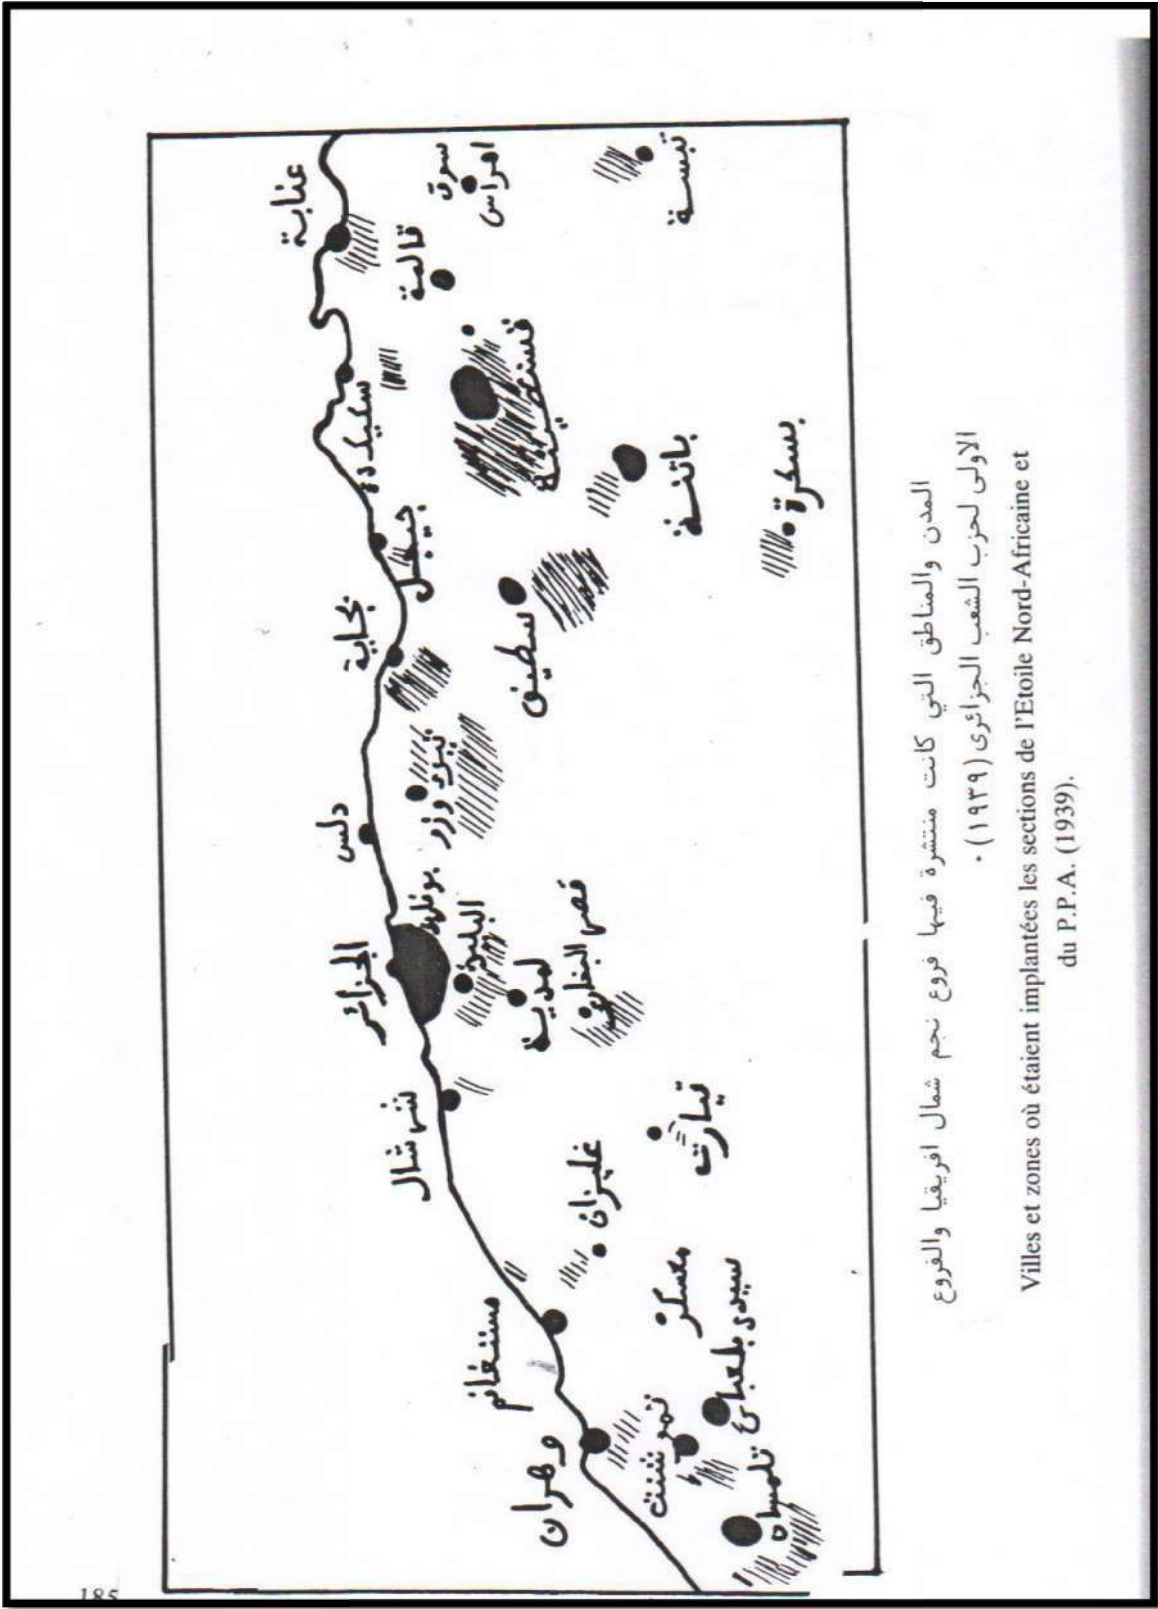 عنابة
سوق
اهراس
تبسة
قالمة
سكيكدة
قسنطينة
باتنة
بسكرة
جيجل
بجاية
سطيف
تيزي وزو
دلس
الجزائر
البليدة
لمدية
قصر البخاري
شرشال
تيارت
غليزان
مستغانم
معسكر
سيدي بلعباس
وهران
تموشنت
تلمسان
المدن والمناطق التي كانت منتشرة فيها فروع نجم شمال افريقيا والفروع
الاولى لحزب الشعب الجزائرى (١٩٣٩) ٠
Villes et zones où étaient implantées les sections de l'Etoile Nord-Africaine et
du P.P.A. (1939).
185